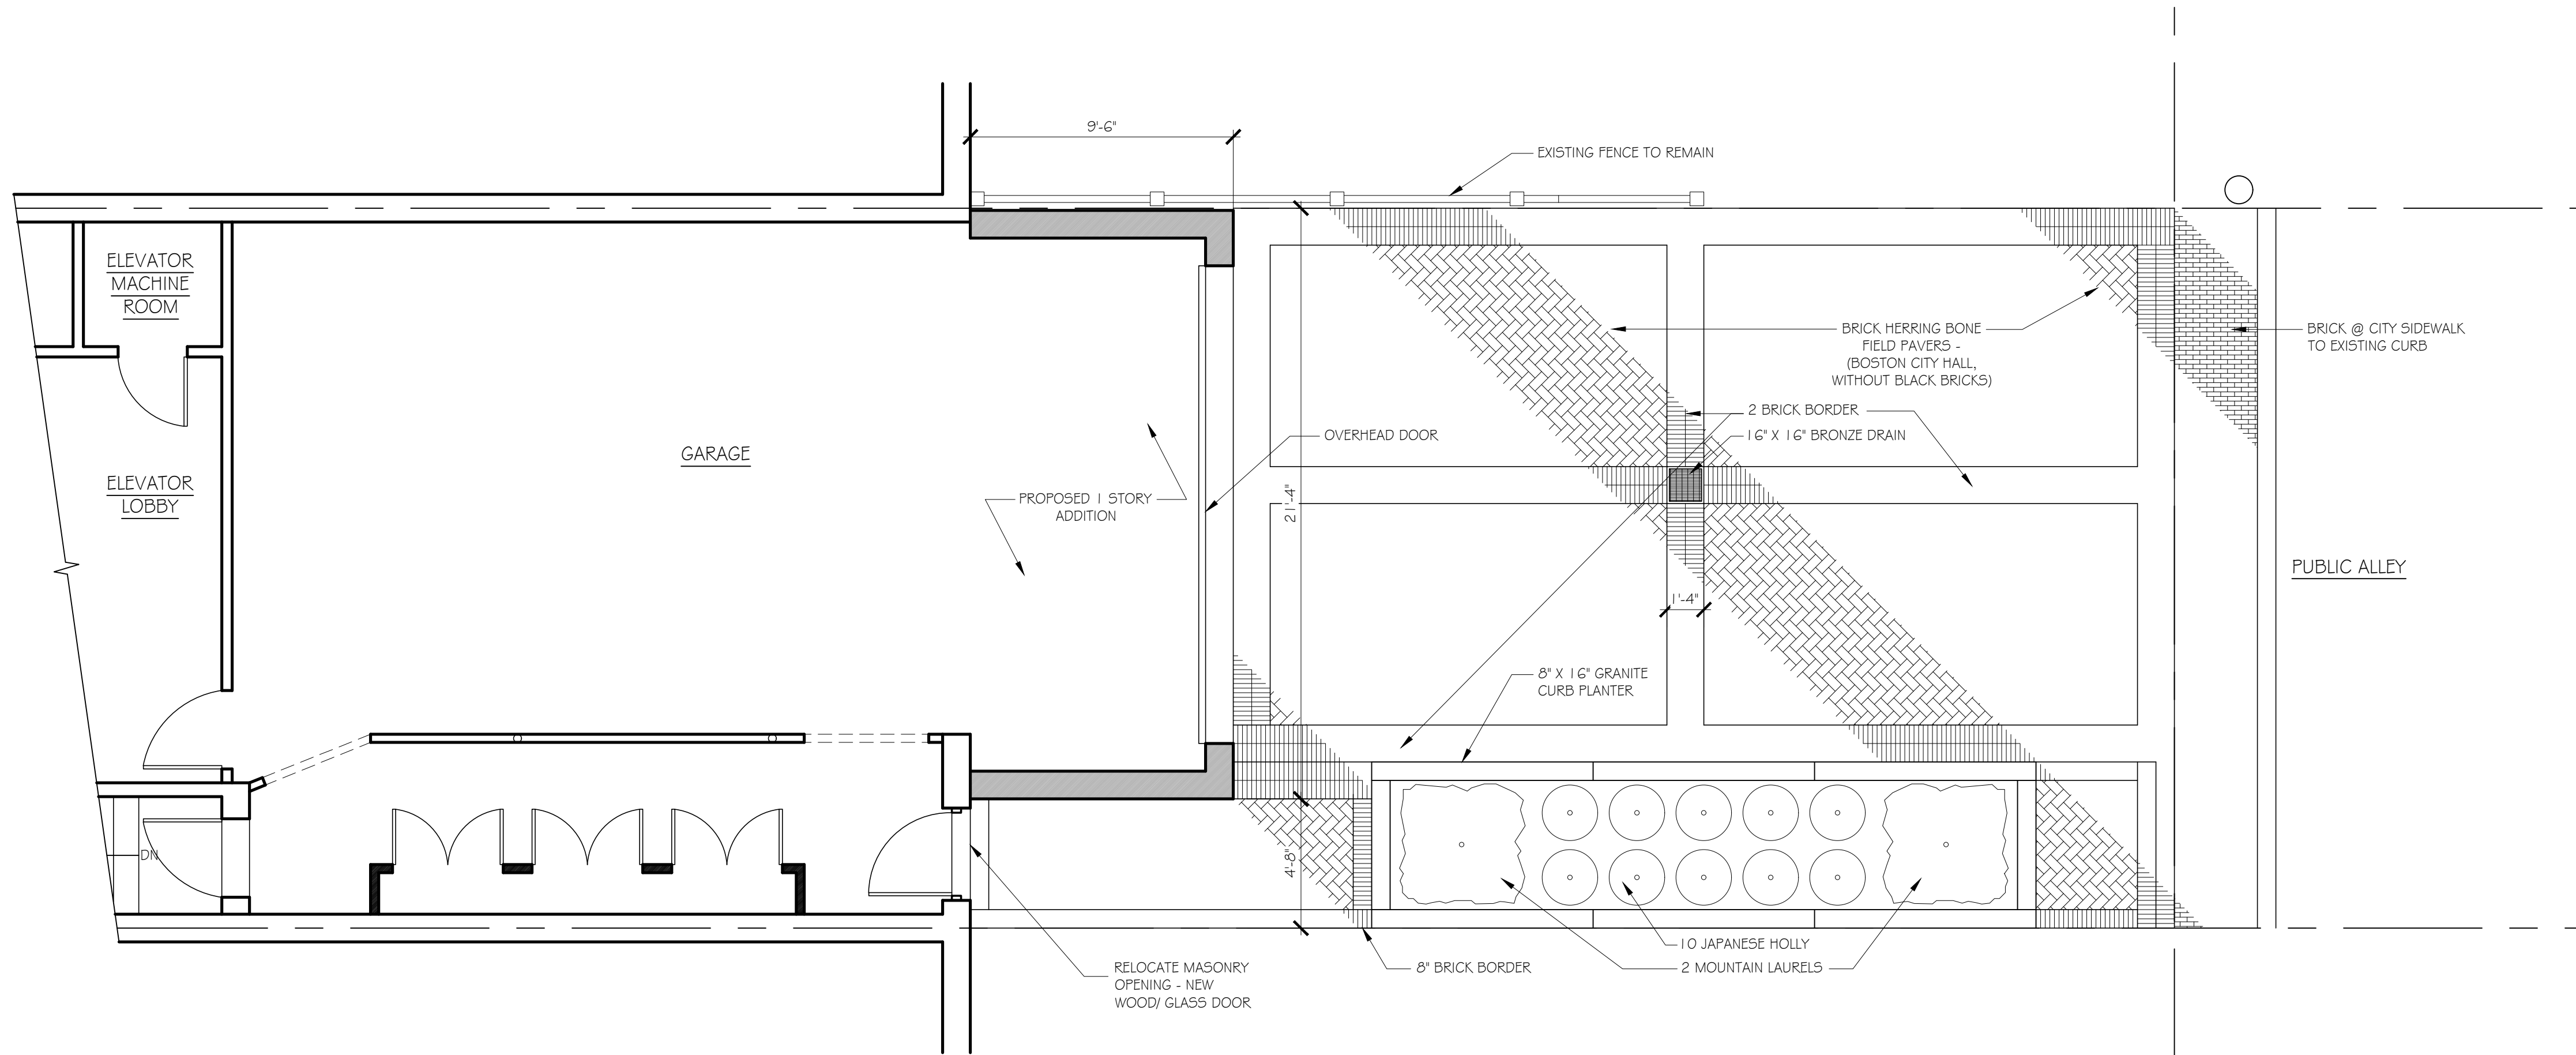 9'-6"
EXISTING FENCE TO REMAIN
ELEVATOR
MACHINE
ROOM
BRICK HERRING BONE
FIELD PAVERS -
(BOSTON CITY HALL,
WITHOUT BLACK BRICKS)
BRICK @ CITY SIDEWALK
TO EXISTING CURB
2 BRICK BORDER
16" X 16" BRONZE DRAIN
OVERHEAD DOOR
GARAGE
ELEVATOR
LOBBY
PROPOSED 1 STORY
ADDITION
21'-4"
PUBLIC ALLEY
1'-4"
8" X 16" GRANITE
CURB PLANTER
DN
4'-8"
10 JAPANESE HOLLY
2 MOUNTAIN LAURELS
8" BRICK BORDER
RELOCATE MASONRY
OPENING - NEW
WOOD/ GLASS DOOR